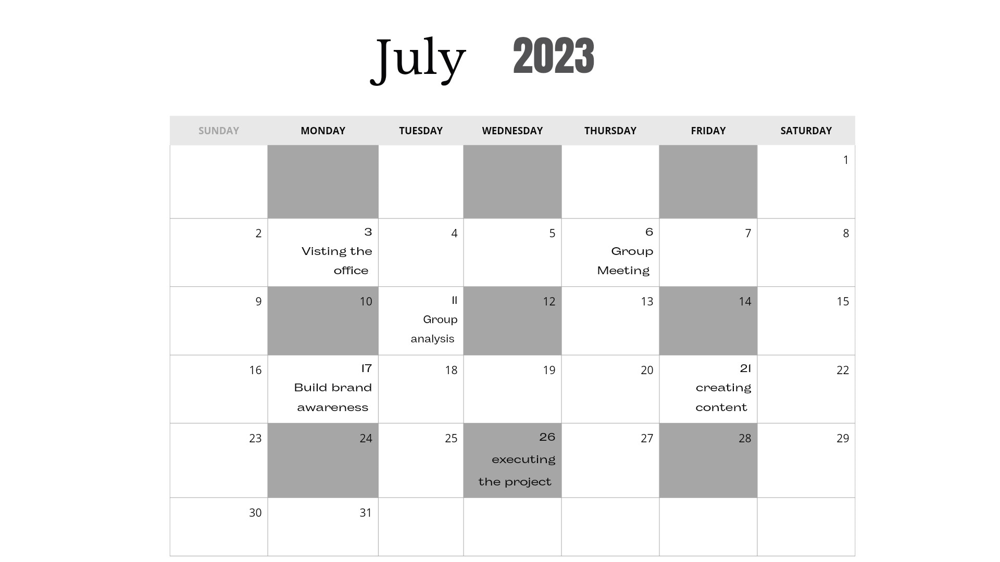 July 2023
SUNDAY MONDAY TUESDAY WEDNESDAY THURSDAY FRIDAY SATURDAY
1
2 3 4 5 6 7 8
Visting the Group
office Meeting
9 10 11 12 13 14 15
Group
analysis
16 17 18 19 20 21 22
Build brand creating
awareness content
23 24 25 26 27 28 29
executing
the project
30 31